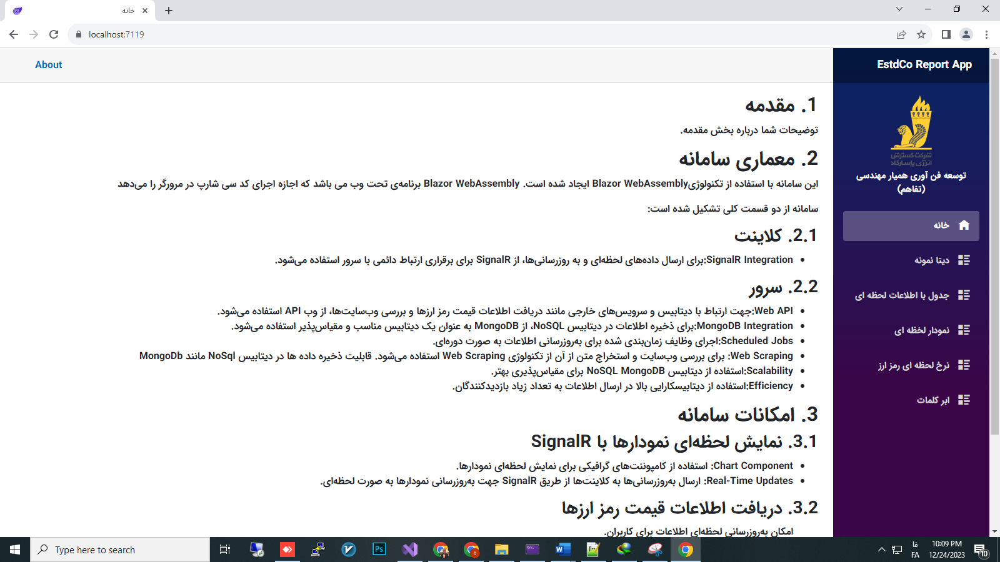 خانه
localhost:7119
About
EstdCo Report App
شرکت گسترش
انرژی پاسارگاد
توسعه فن آوری همیار مهندسی
(تفاهم)
خانه
دیتا نمونه
جدول با اطلاعات لحظه ای
نمودار لخظه ای
نرخ لحظه ای رمز ارز
ابر کلمات
1. مقدمه
توضیحات شما درباره بخش مقدمه.
2. معماری سامانه
این سامانه با استفاده از تکنولوژیBlazor WebAssembly ایجاد شده است. Blazor WebAssembly برنامه‌ی تحت وب می باشد که اجازه اجرای کد سی شارپ در مرورگر را می‌دهد
سامانه از دو قسمت کلی تشکیل شده است:
2.1. کلاینت
SignalR Integration:برای ارسال داده‌های لحظه‌ای و به روزرسانی‌ها، از SignalR برای برقراری ارتباط دائمی با سرور استفاده می‌شود.
2.2. سرور
Web API:جهت ارتباط با دیتابیس و سرویس‌های خارجی مانند دریافت اطلاعات قیمت رمز ارزها و بررسی وب‌سایت‌ها، از وب API استفاده می‌شود.
MongoDB Integration:برای ذخیره اطلاعات در دیتابیس NoSQL، از MongoDB به عنوان یک دیتابیس مناسب و مقیاس‌پذیر استفاده می‌شود.
Scheduled Jobs:اجرای وظایف زمان‌بندی شده برای به‌روزرسانی اطلاعات به صورت دوره‌ای.
Web Scraping: برای بررسی وب‌سایت و استخراج متن از آن از تکنولوژی Web Scraping استفاده می‌شود. قابلیت ذخیره داده ها در دیتابیس NoSql مانند MongoDb
Scalability:استفاده از دیتابیس NoSQL MongoDB برای مقیاس‌پذیری بهتر.
Efficiency:استفاده از دیتابیسکارایی بالا در ارسال اطلاعات به تعداد زیاد بازدیدکنندگان.
3. امکانات سامانه
3.1. نمایش لحظه‌ای نمودارها با SignalR
Chart Component: استفاده از کامپوننت‌های گرافیکی برای نمایش لحظه‌ای نمودارها.
Real-Time Updates: ارسال به‌روزرسانی‌ها به کلاینت‌ها از طریق SignalR جهت به‌روزرسانی نمودارها به صورت لحظه‌ای.
3.2. دریافت اطلاعات قیمت رمز ارزها
امکان به‌روزرسانی لحظه‌ای اطلاعات برای کاربران.
Type here to search
Ps
فا
FA
10:09 PM
12/24/2023
10